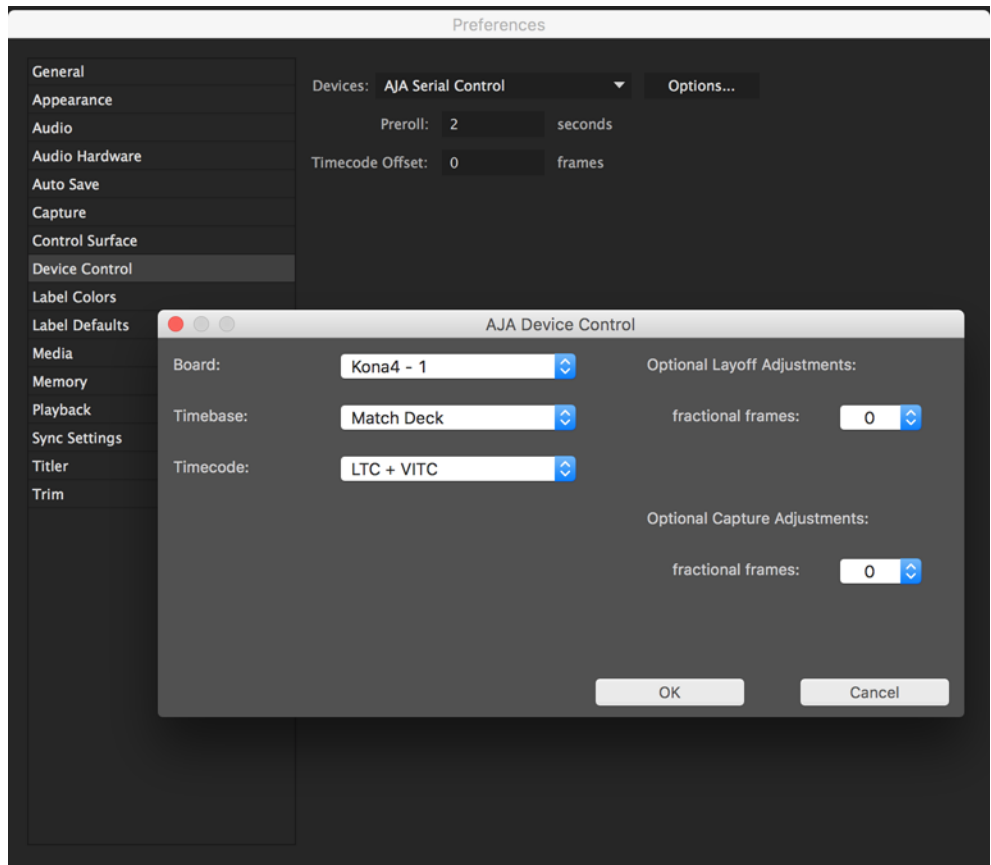 Preferences
General
Appearance
Audio
Audio Hardware
Auto Save
Capture
Control Surface
Device Control
Label Colors
Label Defaults
Media
Memory
Playback
Sync Settings
Titler
Trim
Devices: AJA Serial Control Options...
Preroll: 2 seconds
Timecode Offset: 0 frames
AJA Device Control
Board: Kona4 - 1
Timebase: Match Deck
Timecode: LTC + VITC
Optional Layoff Adjustments:
fractional frames: 0
Optional Capture Adjustments:
fractional frames: 0
OK Cancel